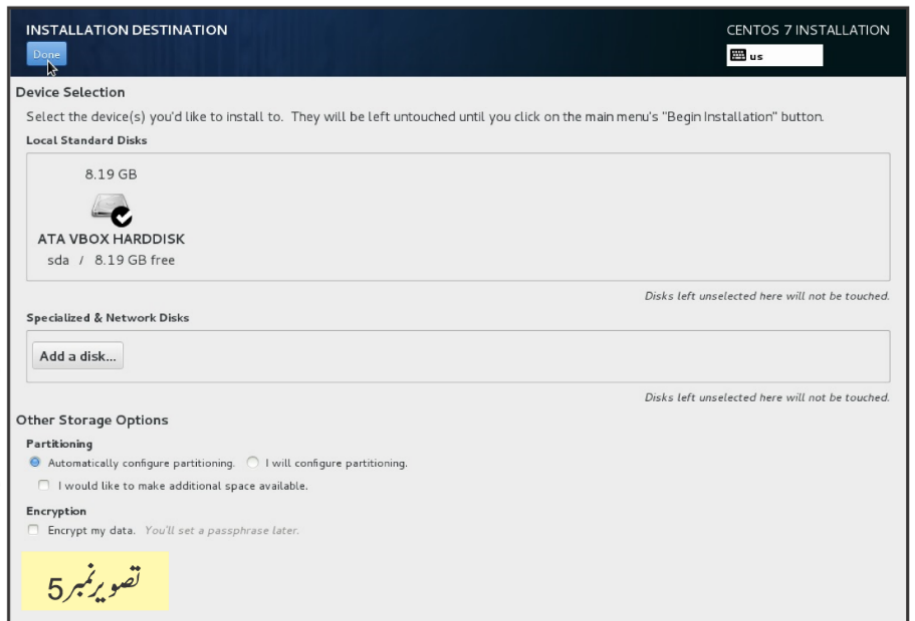 INSTALLATION DESTINATION
CENTOS 7 INSTALLATION
Done
us
Device Selection
Select the device(s) you'd like to install to. They will be left untouched until you click on the main menu's "Begin Installation" button.
Local Standard Disks
8.19 GB
ATA VBOX HARDDISK
sda / 8.19 GB free
Disks left unselected here will not be touched.
Specialized & Network Disks
Add a disk...
Disks left unselected here will not be touched.
Other Storage Options
Partitioning
Automatically configure partitioning. I will configure partitioning.
I would like to make additional space available.
Encryption
Encrypt my data. You'll set a passphrase later.
تصویر نمبر 5